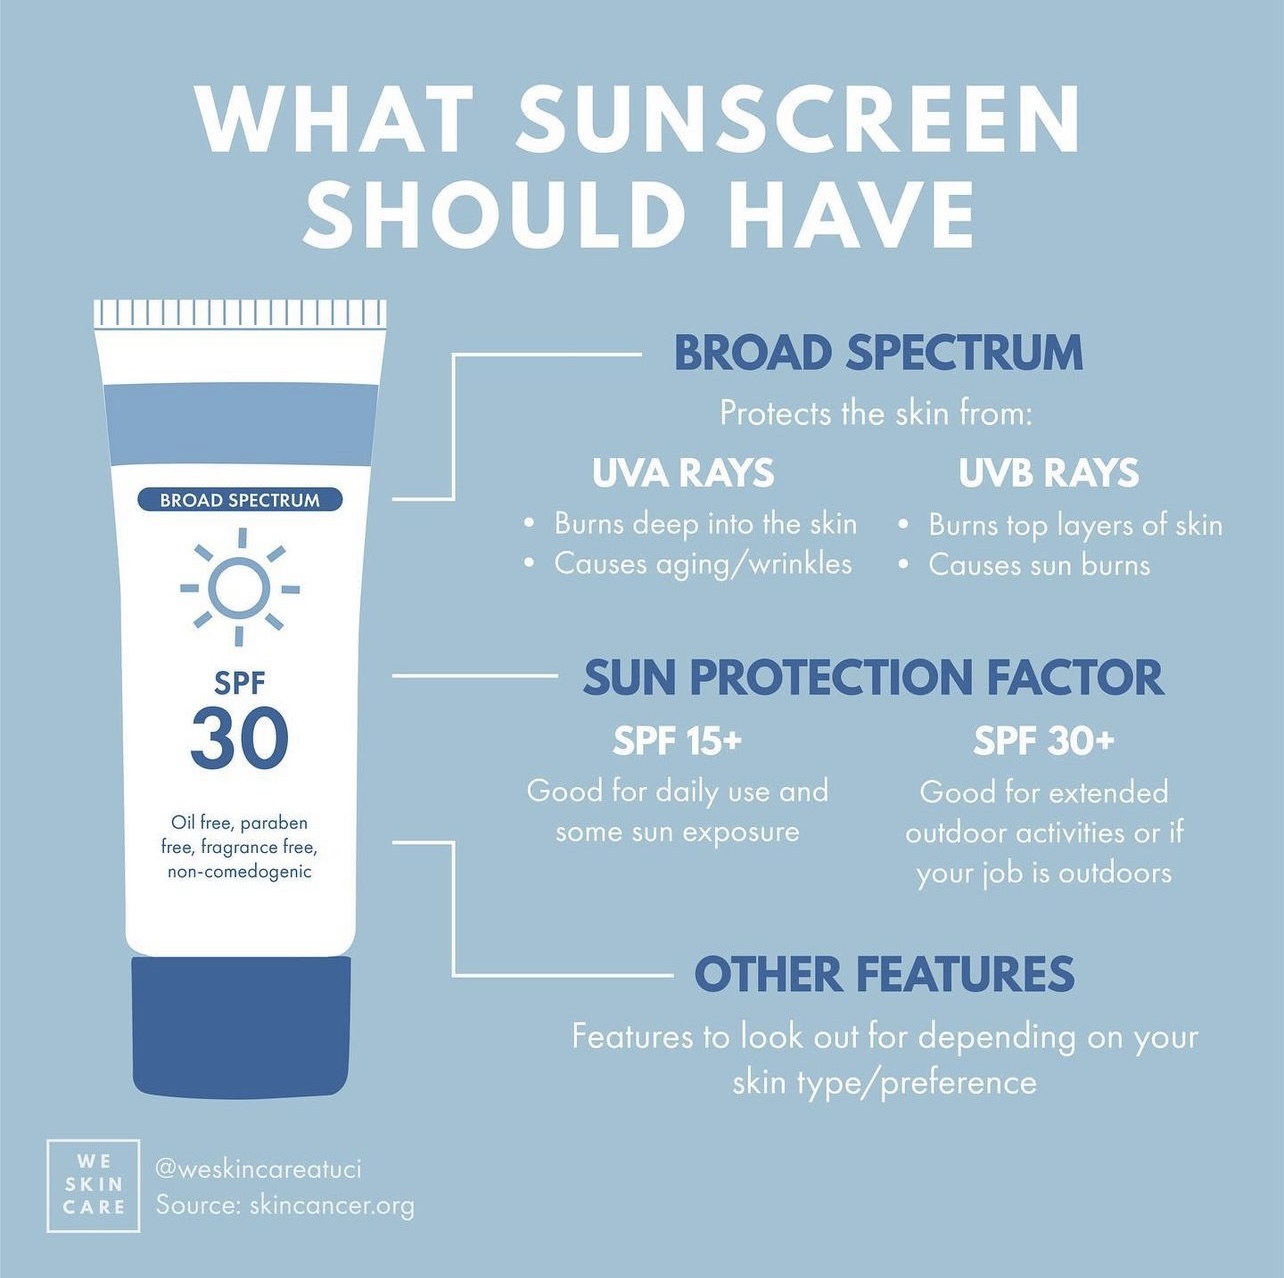 WHAT SUNSCREEN
SHOULD HAVE
BROAD SPECTRUM
SPF
30
Oil free, paraben
free, fragrance free,
non-comedogenic
BROAD SPECTRUM
Protects the skin from:
UVA RAYS
• Burns deep into the skin
• Causes aging/wrinkles
UVB RAYS
• Burns top layers of skin
• Causes sun burns
SUN PROTECTION FACTOR
SPF 15+
Good for daily use and
some sun exposure
SPF 30+
Good for extended
outdoor activities or if
your job is outdoors
OTHER FEATURES
Features to look out for depending on your
skin type/preference
WE
SKIN
CARE
@weskincareatuci
Source: skincancer.org